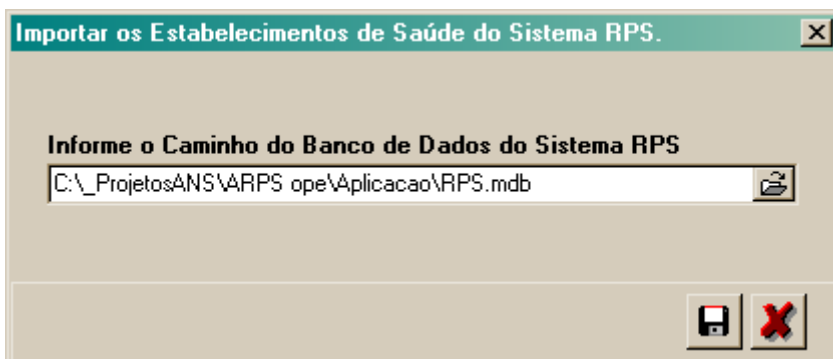 Importar os Estabelecimentos de Saúde do Sistema RPS.
Informe o Caminho do Banco de Dados do Sistema RPS
C:\_ProjetosANS\ARPS ope\Aplicacao\RPS.mdb